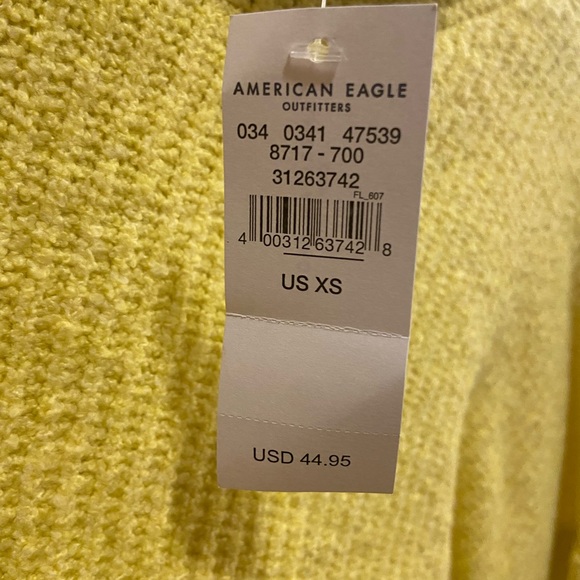 AMERICAN EAGLE
OUTFITTERS
034 0341 47539
8717 - 700
31263742
FL_607
4 00312 63742 8
US XS
USD 44.95